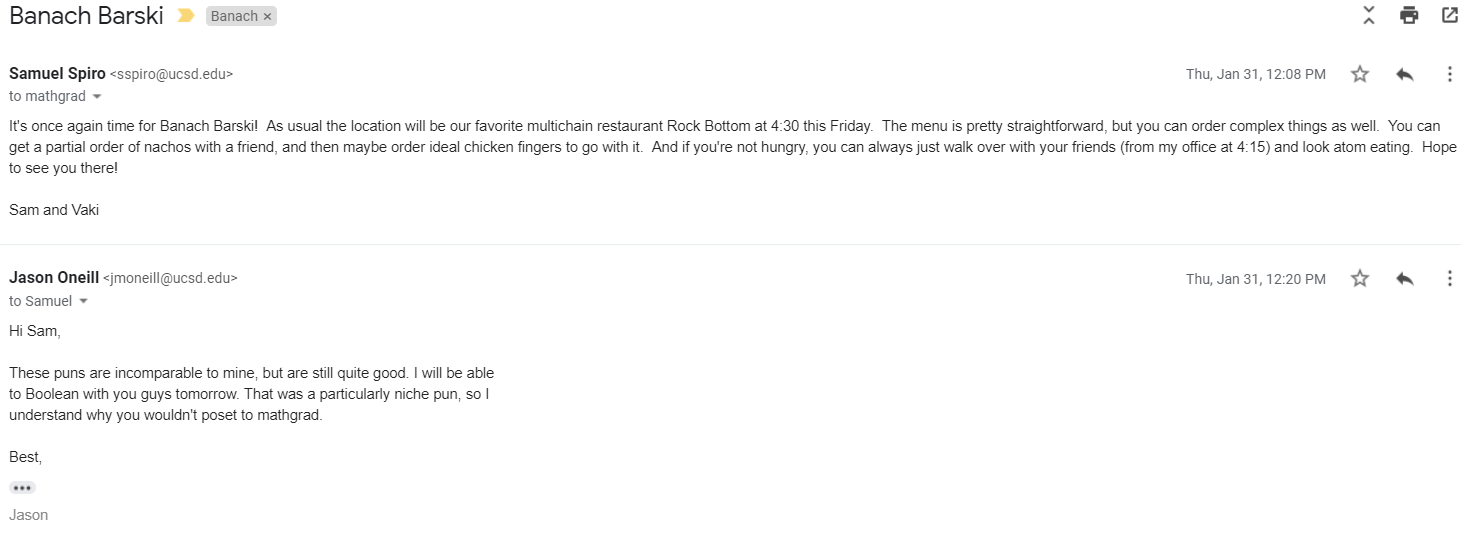 Banach Barski Banach ×
Samuel Spiro <sspiro@ucsd.edu> Thu, Jan 31, 12:08 PM
to mathgrad
It's once again time for Banach Barski!  As usual the location will be our favorite multichain restaurant Rock Bottom at 4:30 this Friday.  The menu is pretty straightforward, but you can order complex things as well.  You can
get a partial order of nachos with a friend, and then maybe order ideal chicken fingers to go with it.  And if you're not hungry, you can always just walk over with your friends (from my office at 4:15) and look atom eating.  Hope
to see you there!
Sam and Vaki
Jason Oneill <jmoneill@ucsd.edu> Thu, Jan 31, 12:20 PM
to Samuel
Hi Sam,
These puns are incomparable to mine, but are still quite good. I will be able
to Boolean with you guys tomorrow. That was a particularly niche pun, so I
understand why you wouldn't poset to mathgrad.
Best,
Jason